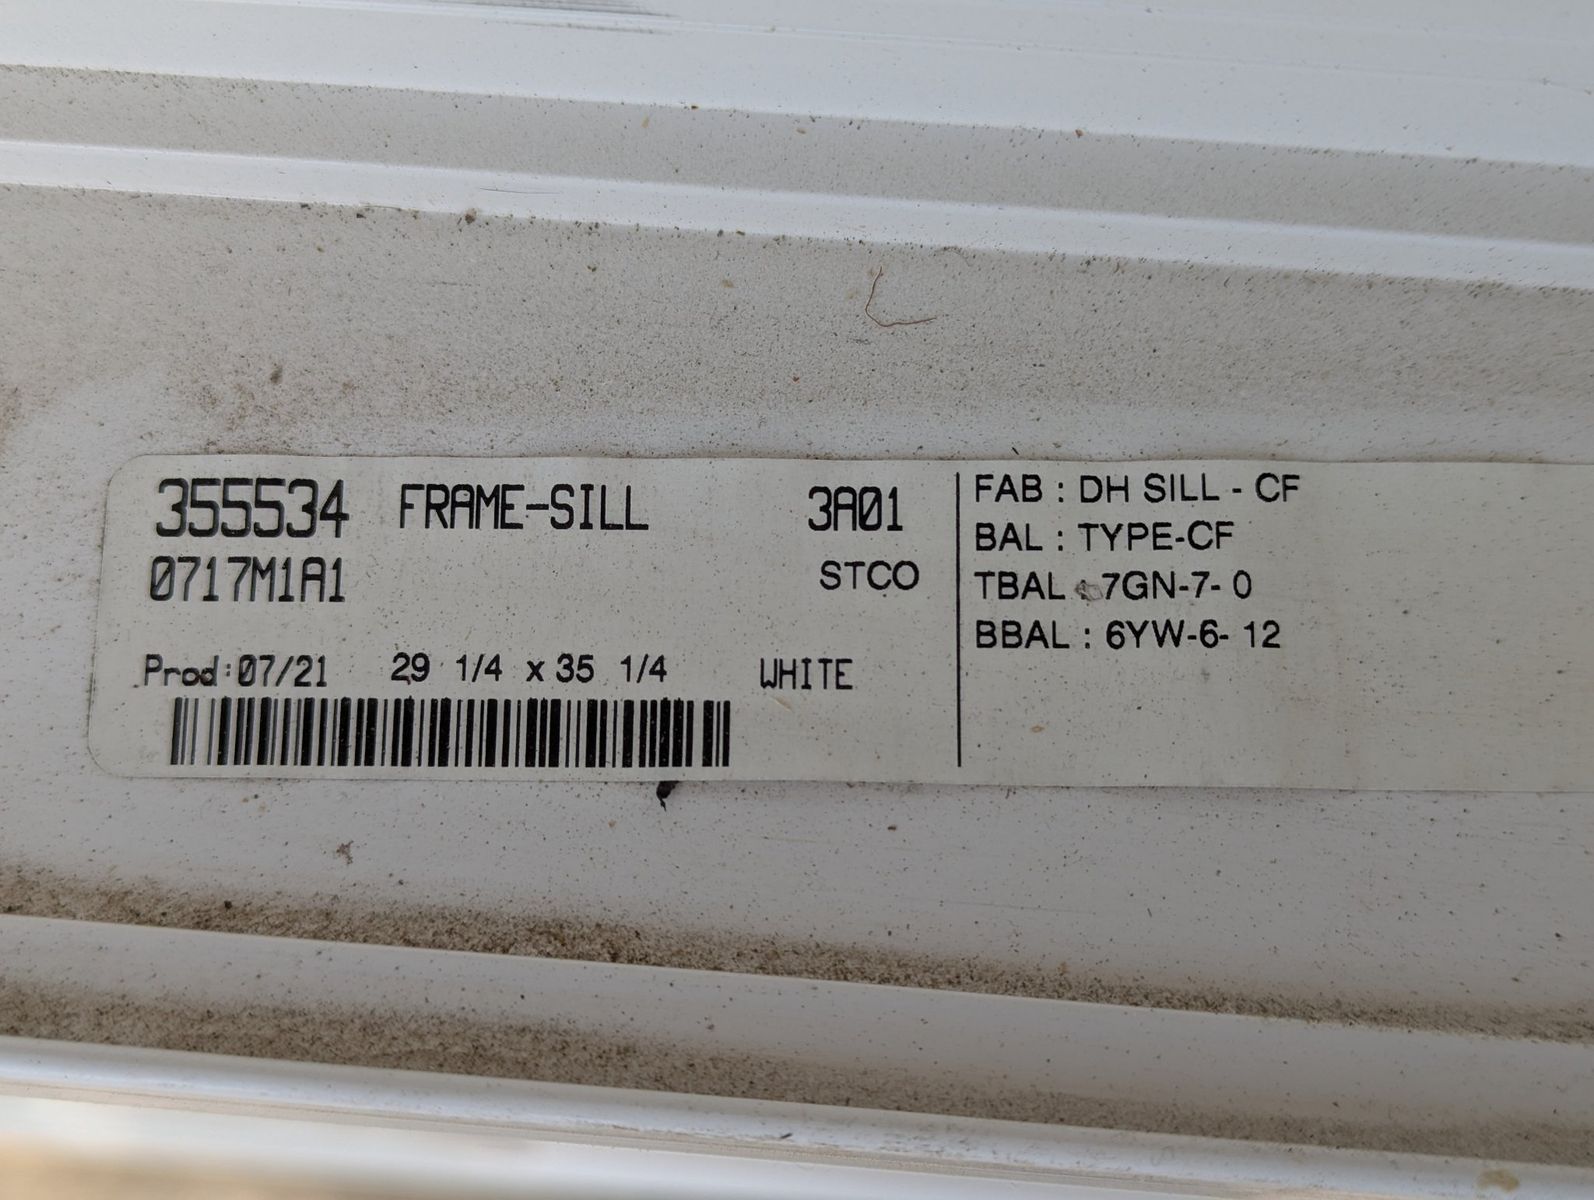 355534 FRAME-SILL 3A01
0717M1A1 STCO
Prod:07/21 29 1/4 x 35 1/4 WHITE
FAB : DH SILL - CF
BAL : TYPE-CF
TBAL : 7GN-7- 0
BBAL : 6YW-6- 12